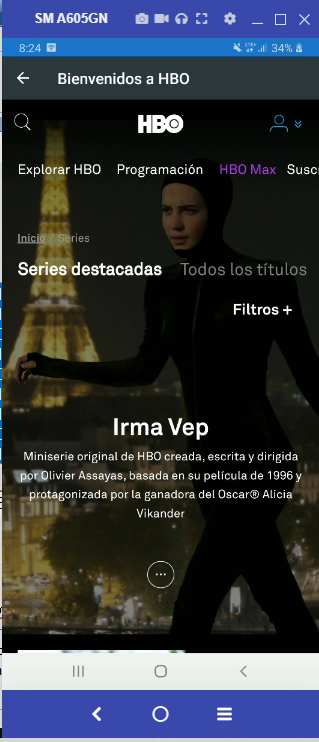 SM A605GN
8:24
34%
Bienvenidos a HBO
HBO
Explorar HBO Programación HBO Max Susc
Inicio / Series
Series destacadas Todos los títulos
Filtros +
Irma Vep
Miniserie original de HBO creada, escrita y dirigida
por Olivier Assayas, basada en su película de 1996 y
protagonizada por la ganadora del Oscar® Alicia
Vikander